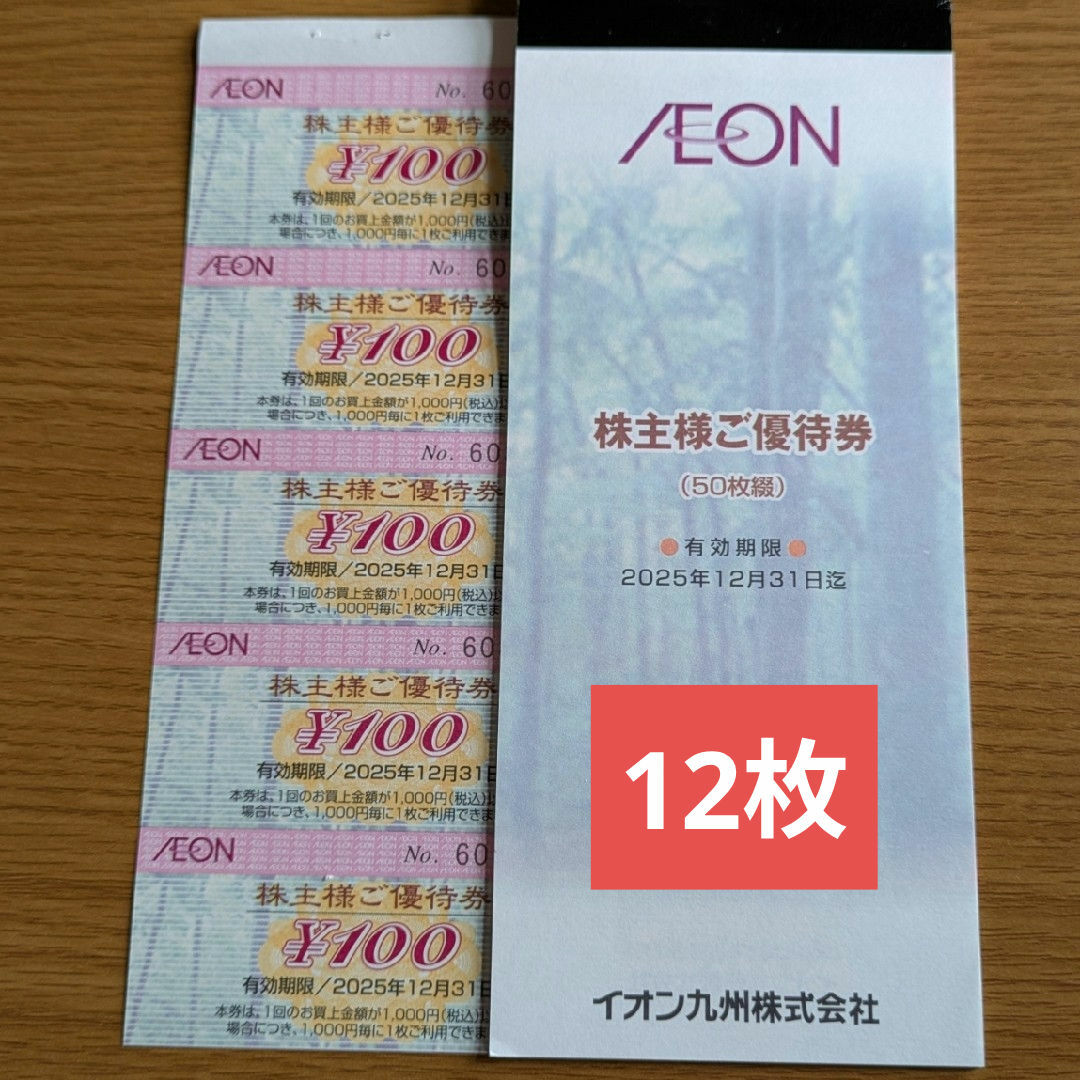 ÆON No. 60
株主様ご優待券
¥100
有効期限／2025年12月31日
本券は、1回のお買上金額が1,000円(税込)以
場合につき、1,000円毎に1枚ご利用できま
ÆON No. 60
株主様ご優待券
¥100
有効期限／2025年12月31日
本券は、1回のお買上金額が1,000円(税込)以
場合につき、1,000円毎に1枚ご利用できま
ÆON No. 60
株主様ご優待券
¥100
有効期限／2025年12月31日
本券は、1回のお買上金額が1,000円(税込)以
場合につき、1,000円毎に1枚ご利用できま
ÆON No. 60
株主様ご優待券
¥100
有効期限／2025年12月31日
本券は、1回のお買上金額が1,000円(税込)以
場合につき、1,000円毎に1枚ご利用できま
ÆON No. 60
株主様ご優待券
¥100
有効期限／2025年12月31日
本券は、1回のお買上金額が1,000円(税込)以
場合につき、1,000円毎に1枚ご利用できま
ÆON
株主様ご優待券
(50枚綴)
●有効期限●
2025年12月31日迄
12枚
イオン九州株式会社